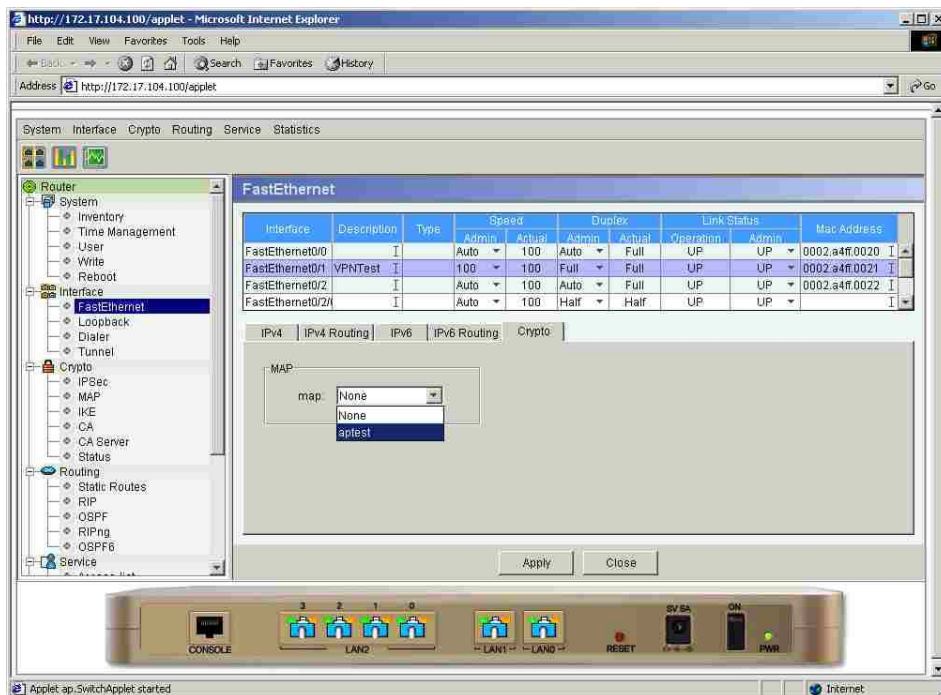 http://172.17.104.100/applet - Microsoft Internet Explorer
File Edit View Favorites Tools Help
Back Search Favorites History
Address http://172.17.104.100/applet Go
System Interface Crypto Routing Service Statistics
Router
System
Inventory
Time Management
User
Write
Reboot
Interface
FastEthernet
Loopback
Dialer
Tunnel
Crypto
IPSec
MAP
IKE
CA
CA Server
Status
Routing
Static Routes
RIP
OSPF
RIPng
OSPF6
Service
FastEthernet
Interface Description Type Speed Duplex Link Status Mac Address
Admin Actual Admin Actual Operation Admin
FastEthernet0/0 Auto 100 Auto Full UP UP 0002.a4ff.0020
FastEthernet0/1 VPNTest 100 100 Full Full UP UP 0002.a4ff.0021
FastEthernet0/2 Auto 100 Auto Full UP UP 0002.a4ff.0022
FastEthernet0/2/ Auto 100 Half Half UP UP
IPv4 IPv4 Routing IPv6 IPv6 Routing Crypto
MAP
map: None
None
aptest
Apply Close
CONSOLE
3 2 1 0
LAN2
LAN1 LAN0
RESET
5V 5A
ON
PWR
Applet ap.SwitchApplet started Internet